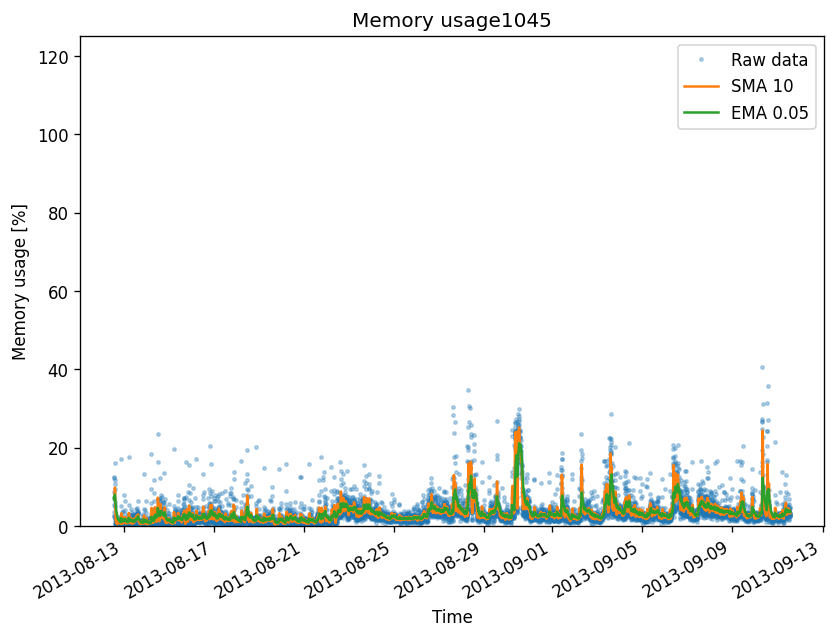 Memory usage1045
Raw data
SMA 10
EMA 0.05
Memory usage [%]
120
100
80
60
40
20
0
2013-08-13
2013-08-17
2013-08-21
2013-08-25
2013-08-29
2013-09-01
2013-09-05
2013-09-09
2013-09-13
Time